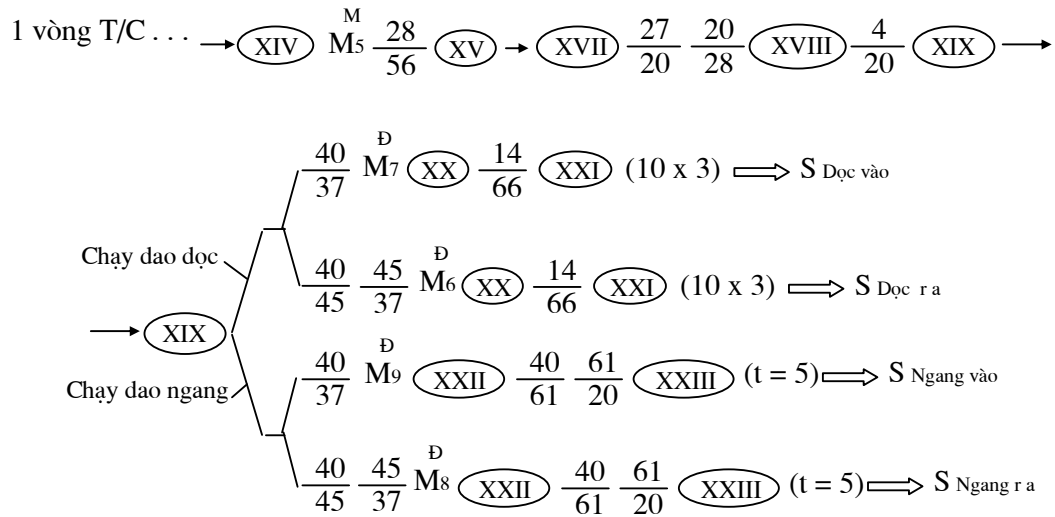 1 vòng T/C . . . → XIV M5 M 28/56 XV → XVII 27/20 20/28 XVIII 4/20 XIX →
40/37 M7 Đ XX 14/66 XXI (10 x 3) ⟹ S Dọc vào
Chạy dao dọc
40/45 45/37 M6 Đ XX 14/66 XXI (10 x 3) ⟹ S Dọc r a
→ XIX
Chạy dao ngang
40/37 M9 Đ XXII 40/61 61/20 XXIII (t = 5) ⟹ S Ngang vào
40/45 45/37 M8 Đ XXII 40/61 61/20 XXIII (t = 5) ⟹ S Ngang r a